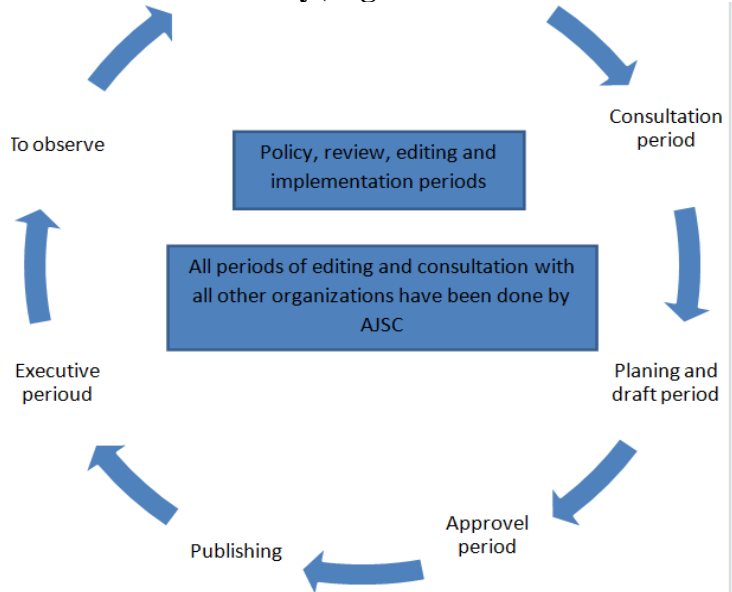 Consultation
period
To observe
Policy, review, editing and
implementation periods
All periods of editing and consultation with
all other organizations have been done by
AJSC
Executive
perioud
Planing and
draft period
Approvel
period
Publishing